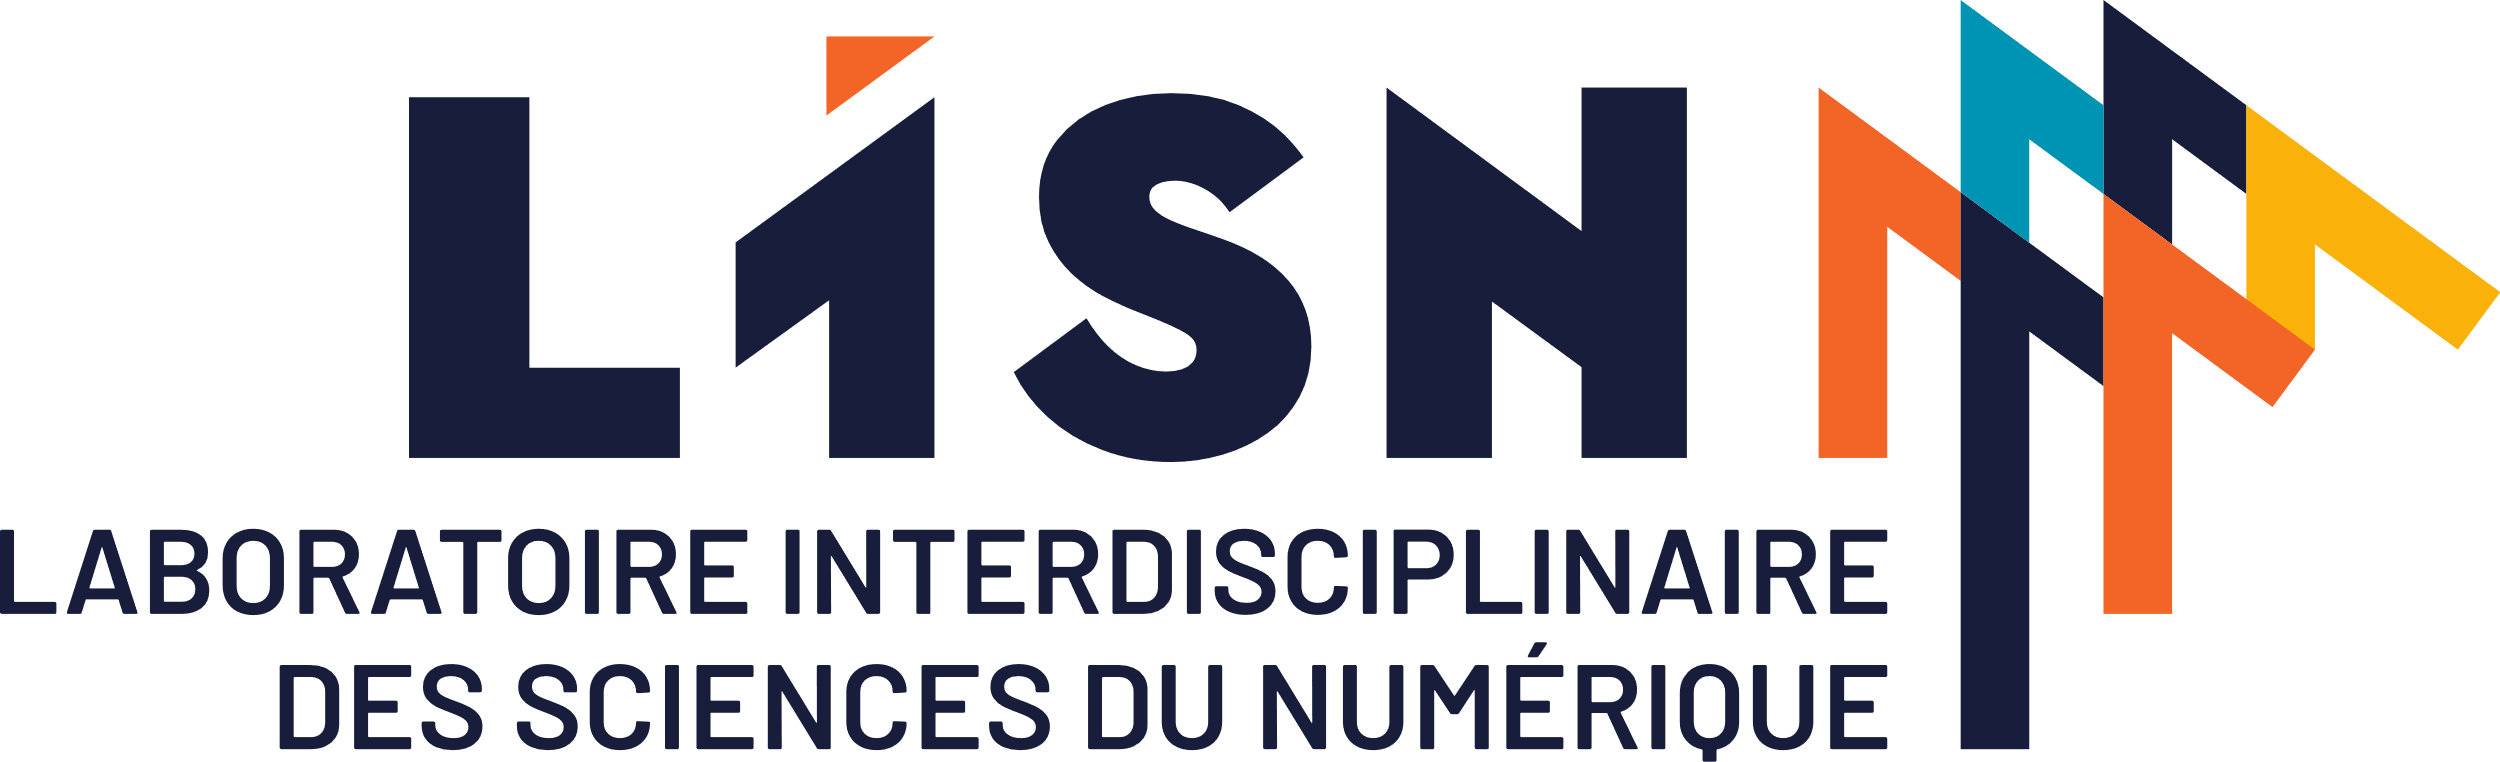 LISN
LABORATOIRE INTERDISCIPLINAIRE
DES SCIENCES DU NUMÉRIQUE